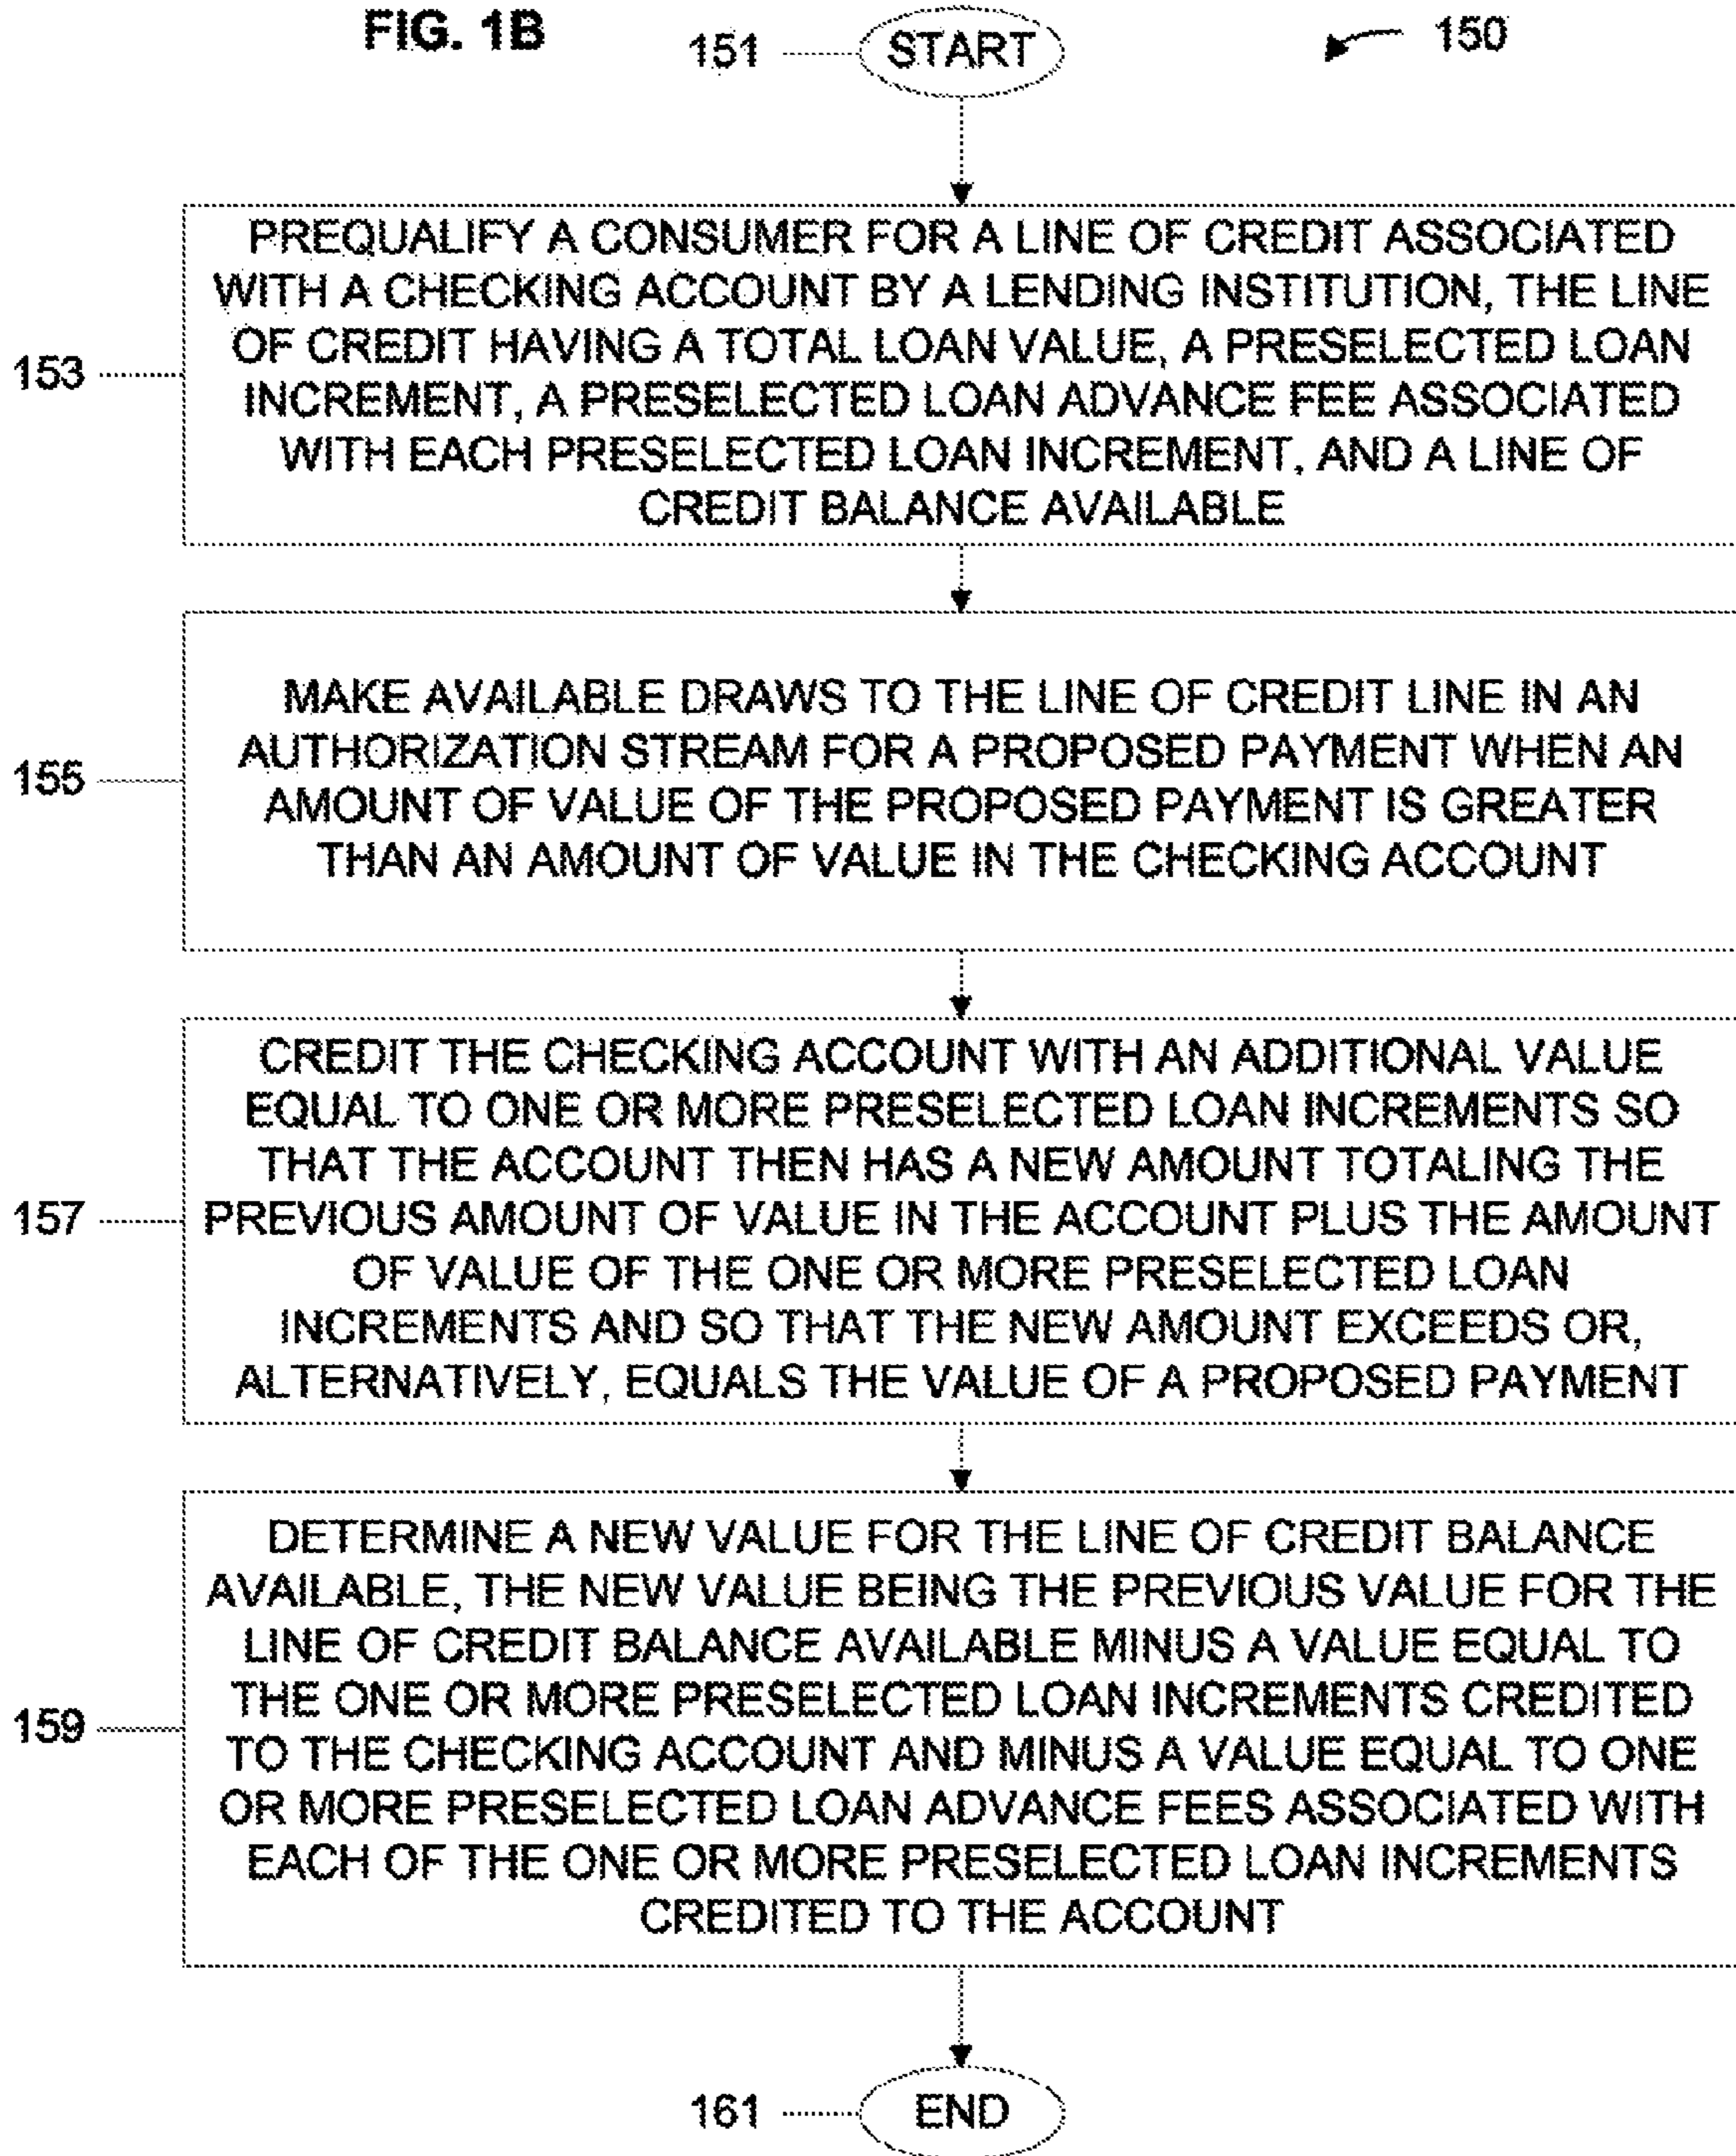 FIG. 1B
151
START
150
153
PREQUALIFY A CONSUMER FOR A LINE OF CREDIT ASSOCIATED
WITH A CHECKING ACCOUNT BY A LENDING INSTITUTION, THE LINE
OF CREDIT HAVING A TOTAL LOAN VALUE, A PRESELECTED LOAN
INCREMENT, A PRESELECTED LOAN ADVANCE FEE ASSOCIATED
WITH EACH PRESELECTED LOAN INCREMENT, AND A LINE OF
CREDIT BALANCE AVAILABLE
155
MAKE AVAILABLE DRAWS TO THE LINE OF CREDIT LINE IN AN
AUTHORIZATION STREAM FOR A PROPOSED PAYMENT WHEN AN
AMOUNT OF VALUE OF THE PROPOSED PAYMENT IS GREATER
THAN AN AMOUNT OF VALUE IN THE CHECKING ACCOUNT
157
CREDIT THE CHECKING ACCOUNT WITH AN ADDITIONAL VALUE
EQUAL TO ONE OR MORE PRESELECTED LOAN INCREMENTS SO
THAT THE ACCOUNT THEN HAS A NEW AMOUNT TOTALING THE
PREVIOUS AMOUNT OF VALUE IN THE ACCOUNT PLUS THE AMOUNT
OF VALUE OF THE ONE OR MORE PRESELECTED LOAN
INCREMENTS AND SO THAT THE NEW AMOUNT EXCEEDS OR,
ALTERNATIVELY, EQUALS THE VALUE OF A PROPOSED PAYMENT
159
DETERMINE A NEW VALUE FOR THE LINE OF CREDIT BALANCE
AVAILABLE, THE NEW VALUE BEING THE PREVIOUS VALUE FOR THE
LINE OF CREDIT BALANCE AVAILABLE MINUS A VALUE EQUAL TO
THE ONE OR MORE PRESELECTED LOAN INCREMENTS CREDITED
TO THE CHECKING ACCOUNT AND MINUS A VALUE EQUAL TO ONE
OR MORE PRESELECTED LOAN ADVANCE FEES ASSOCIATED WITH
EACH OF THE ONE OR MORE PRESELECTED LOAN INCREMENTS
CREDITED TO THE ACCOUNT
161
END